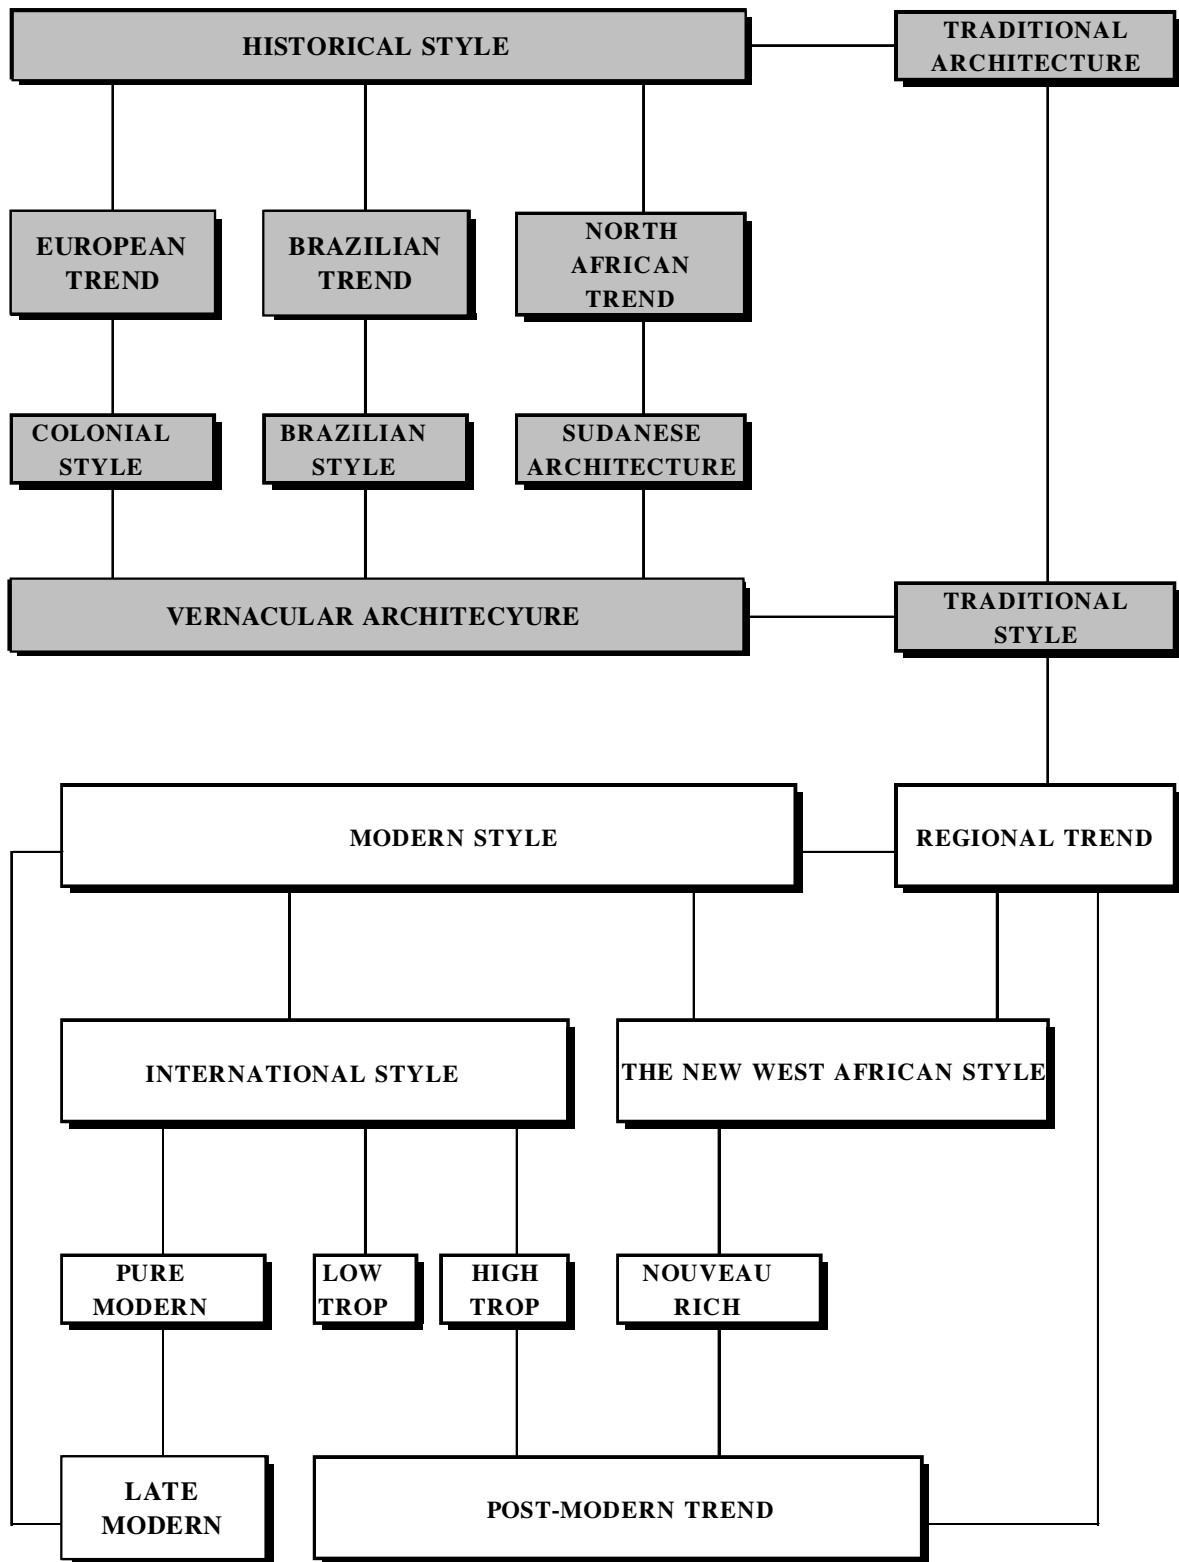 HISTORICAL STYLE
TRADITIONAL
ARCHITECTURE
EUROPEAN
TREND
BRAZILIAN
TREND
NORTH
AFRICAN
TREND
COLONIAL
STYLE
BRAZILIAN
STYLE
SUDANESE
ARCHITECTURE
VERNACULAR ARCHITECYURE
TRADITIONAL
STYLE
MODERN STYLE
REGIONAL TREND
INTERNATIONAL STYLE
THE NEW WEST AFRICAN STYLE
PURE
MODERN
LOW
TROP
HIGH
TROP
NOUVEAU
RICH
LATE
MODERN
POST-MODERN TREND